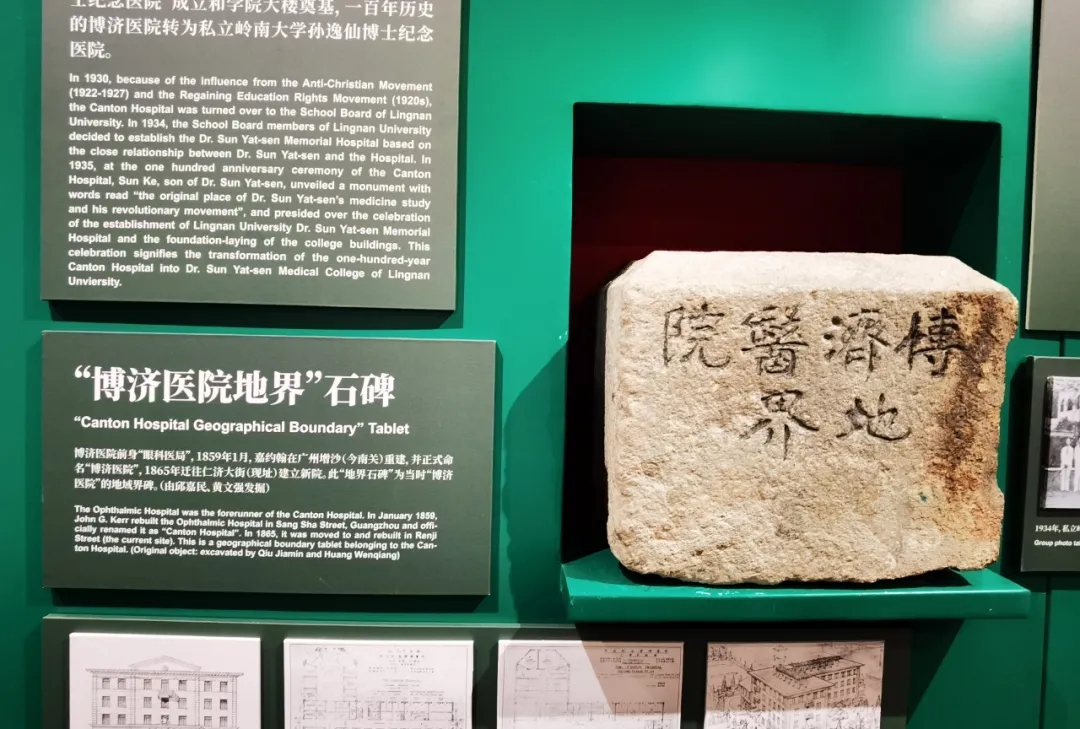 士纪念医院”成立和学院大楼奠基，一百年历史
的博济医院转为私立岭南大学孙逸仙博士纪念
医院。
In 1930, because of the influence from the Anti-Christian Movement
(1922-1927) and the Regaining Education Rights Movement (1920s),
the Canton Hospital was turned over to the School Board of Lingnan
University. In 1934, the School Board members of Lingnan University
decided to establish the Dr. Sun Yat-sen Memorial Hospital based on
the close relationship between Dr. Sun Yat-sen and the Hospital. In
1935, at the one hundred anniversary ceremony of the Canton
Hospital, Sun Ke, son of Dr. Sun Yat-sen, unveiled a monument with
words read “the original place of Dr. Sun Yat-sen’s medicine study
and his revolutionary movement”, and presided over the celebration
of the establishment of Lingnan University Dr. Sun Yat-sen Memorial
Hospital and the foundation-laying of the college buildings. This
celebration signifies the transformation of the one-hundred-year
Canton Hospital into Dr. Sun Yat-sen Medical College of Lingnan
Unviersity.
“博济医院地界”石碑
“Canton Hospital Geographical Boundary” Tablet
博济医院前身“眼科医局”，1859年1月，嘉约翰在广州增沙（今南关）重建，并正式命
名“博济医院”，1865年迁往仁济大街（现址）建立新院。此“地界石碑”为当时“博济
医院”的地域界碑。（由邱嘉民、黄文强发掘）
The Ophthalmic Hospital was the forerunner of the Canton Hospital. In January 1859,
John G. Kerr rebuilt the Ophthalmic Hospital in Sang Sha Street, Guangzhou and offi-
cially renamed it as “Canton Hospital”. In 1865, it was moved to and rebuilt in Renji
Street (the current site). This is a geographical boundary tablet belonging to the Can-
ton Hospital. (Original object: excavated by Qiu Jiamin and Huang Wenqiang)
博濟醫院
地界
1934年，私立
Group photo ta